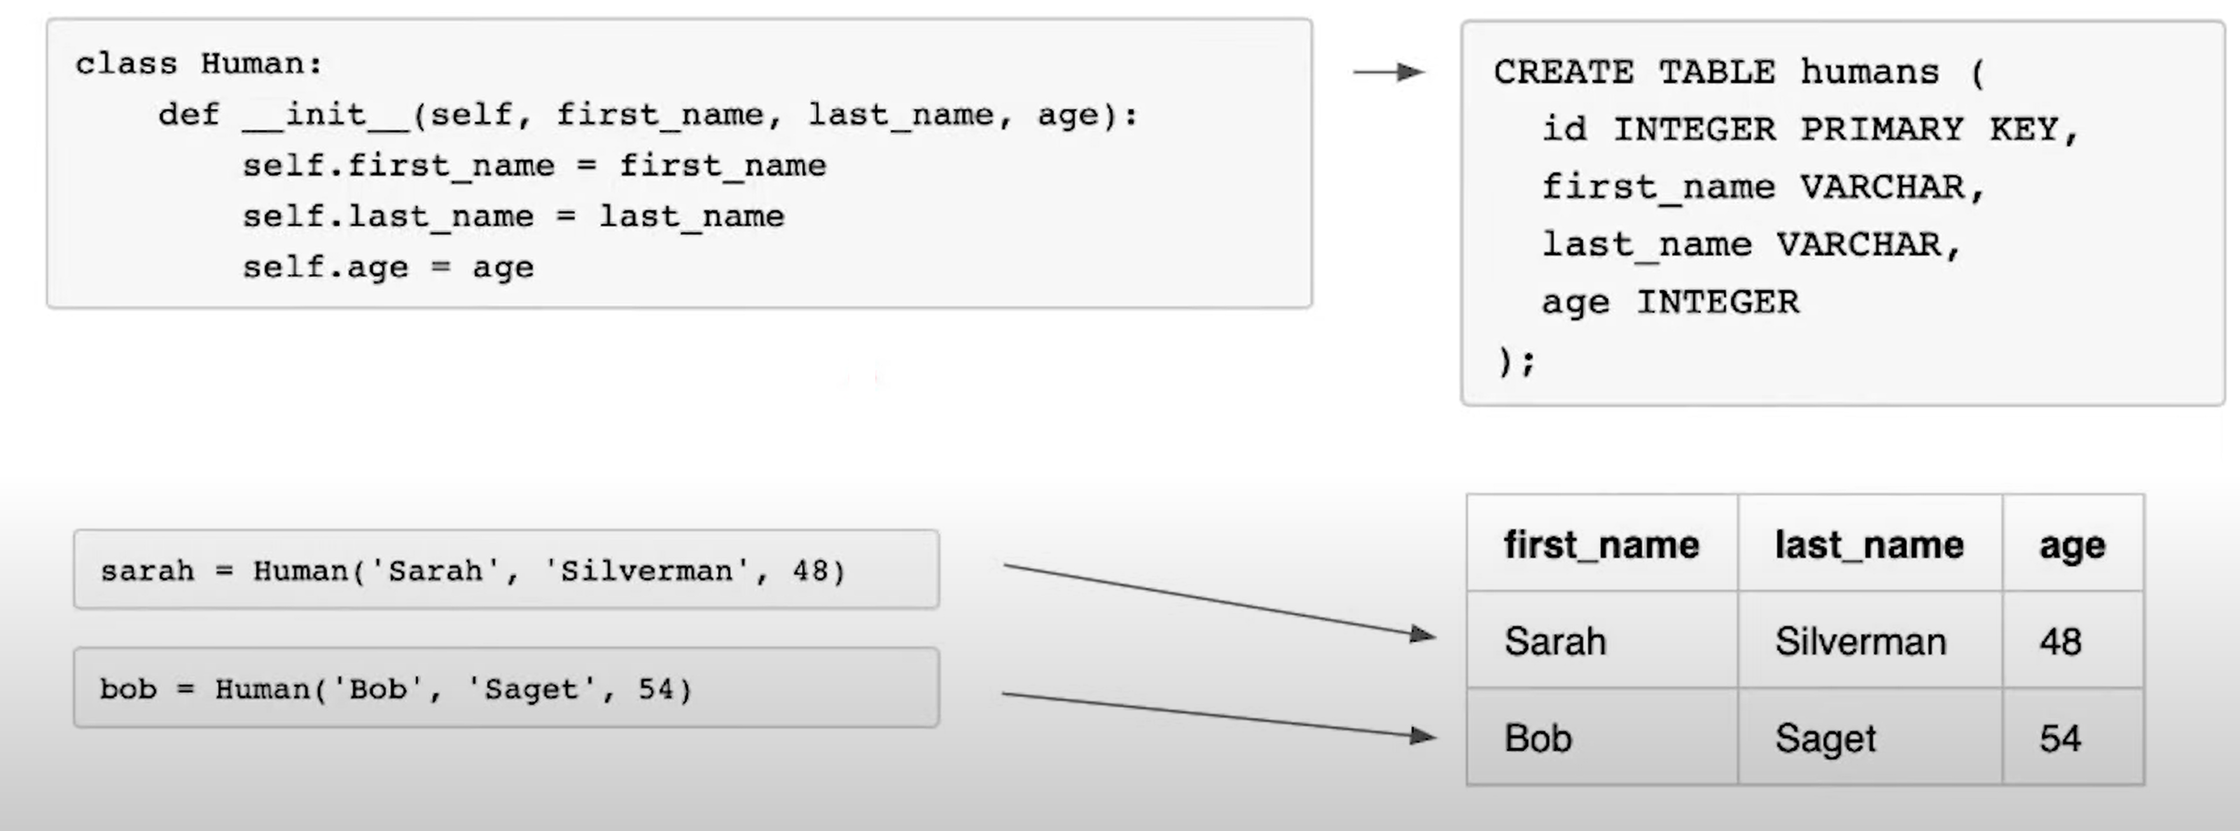 class Human:
    def __init__(self, first_name, last_name, age):
        self.first_name = first_name
        self.last_name = last_name
        self.age = age
CREATE TABLE humans (
  id INTEGER PRIMARY KEY,
  first_name VARCHAR,
  last_name VARCHAR,
  age INTEGER
);
sarah = Human('Sarah', 'Silverman', 48)
bob = Human('Bob', 'Saget', 54)
first_name last_name age
Sarah Silverman 48
Bob Saget 54